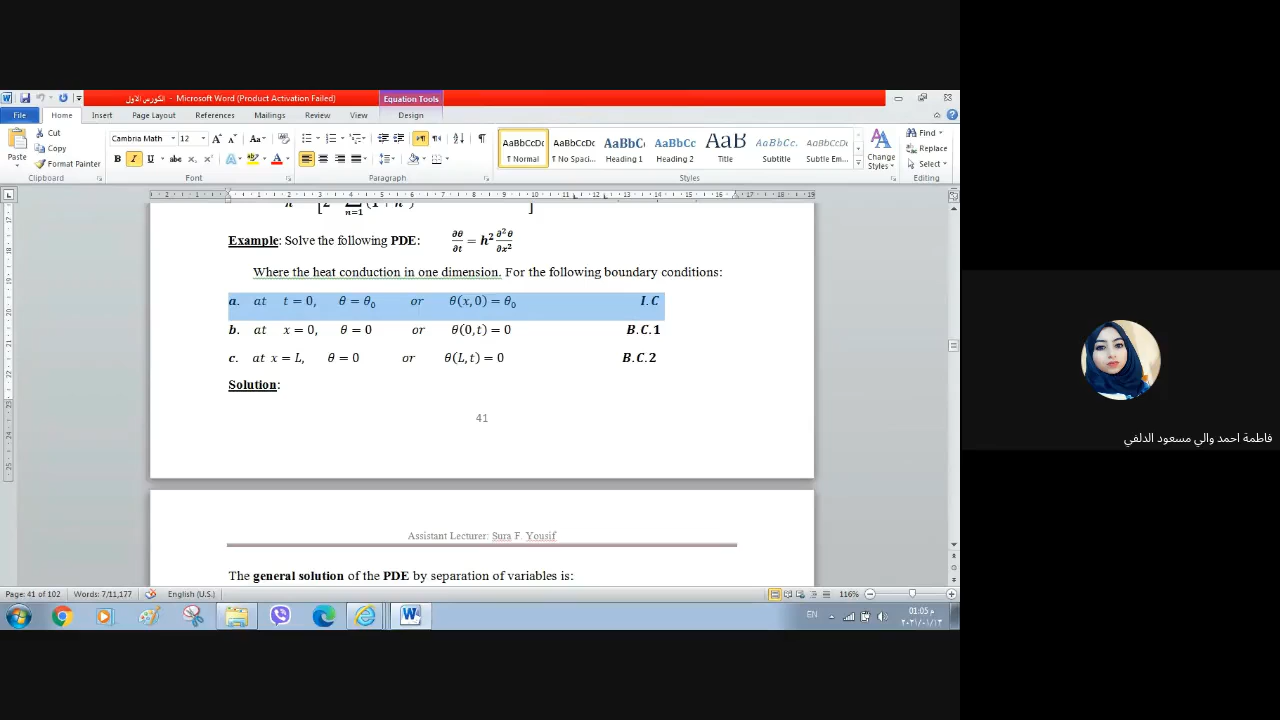 الكورس الاول - Microsoft Word (Product Activation Failed) Equation Tools
File Home Insert Page Layout References Mailings Review View Design
Paste Cut Copy Format Painter Clipboard
Cambria Math 12 Font
Paragraph
AaBbCcDc AaBbCcDc AaBbC AaBbCc AaB AaBbCc. AaBbCcDc
¶ Normal ¶ No Spaci... Heading 1 Heading 2 Title Subtitle Subtle Em...
Styles
Change Styles
Find Replace Select Editing
Example: Solve the following PDE: ∂θ/∂t = h² ∂²θ/∂x²
Where the heat conduction in one dimension. For the following boundary conditions:
a. at t = 0, θ = θ₀ or θ(x, 0) = θ₀ I.C
b. at x = 0, θ = 0 or θ(0, t) = 0 B.C.1
c. at x = L, θ = 0 or θ(L, t) = 0 B.C.2
Solution:
41
Assistant Lecturer: Sura F. Yousif
The general solution of the PDE by separation of variables is:
Page: 41 of 102 Words: 7/11,177 English (U.S.) 116%
EN م 01:05
٢٠٢١/٠١/١٢
فاطمة احمد والي مسعود الدلفي